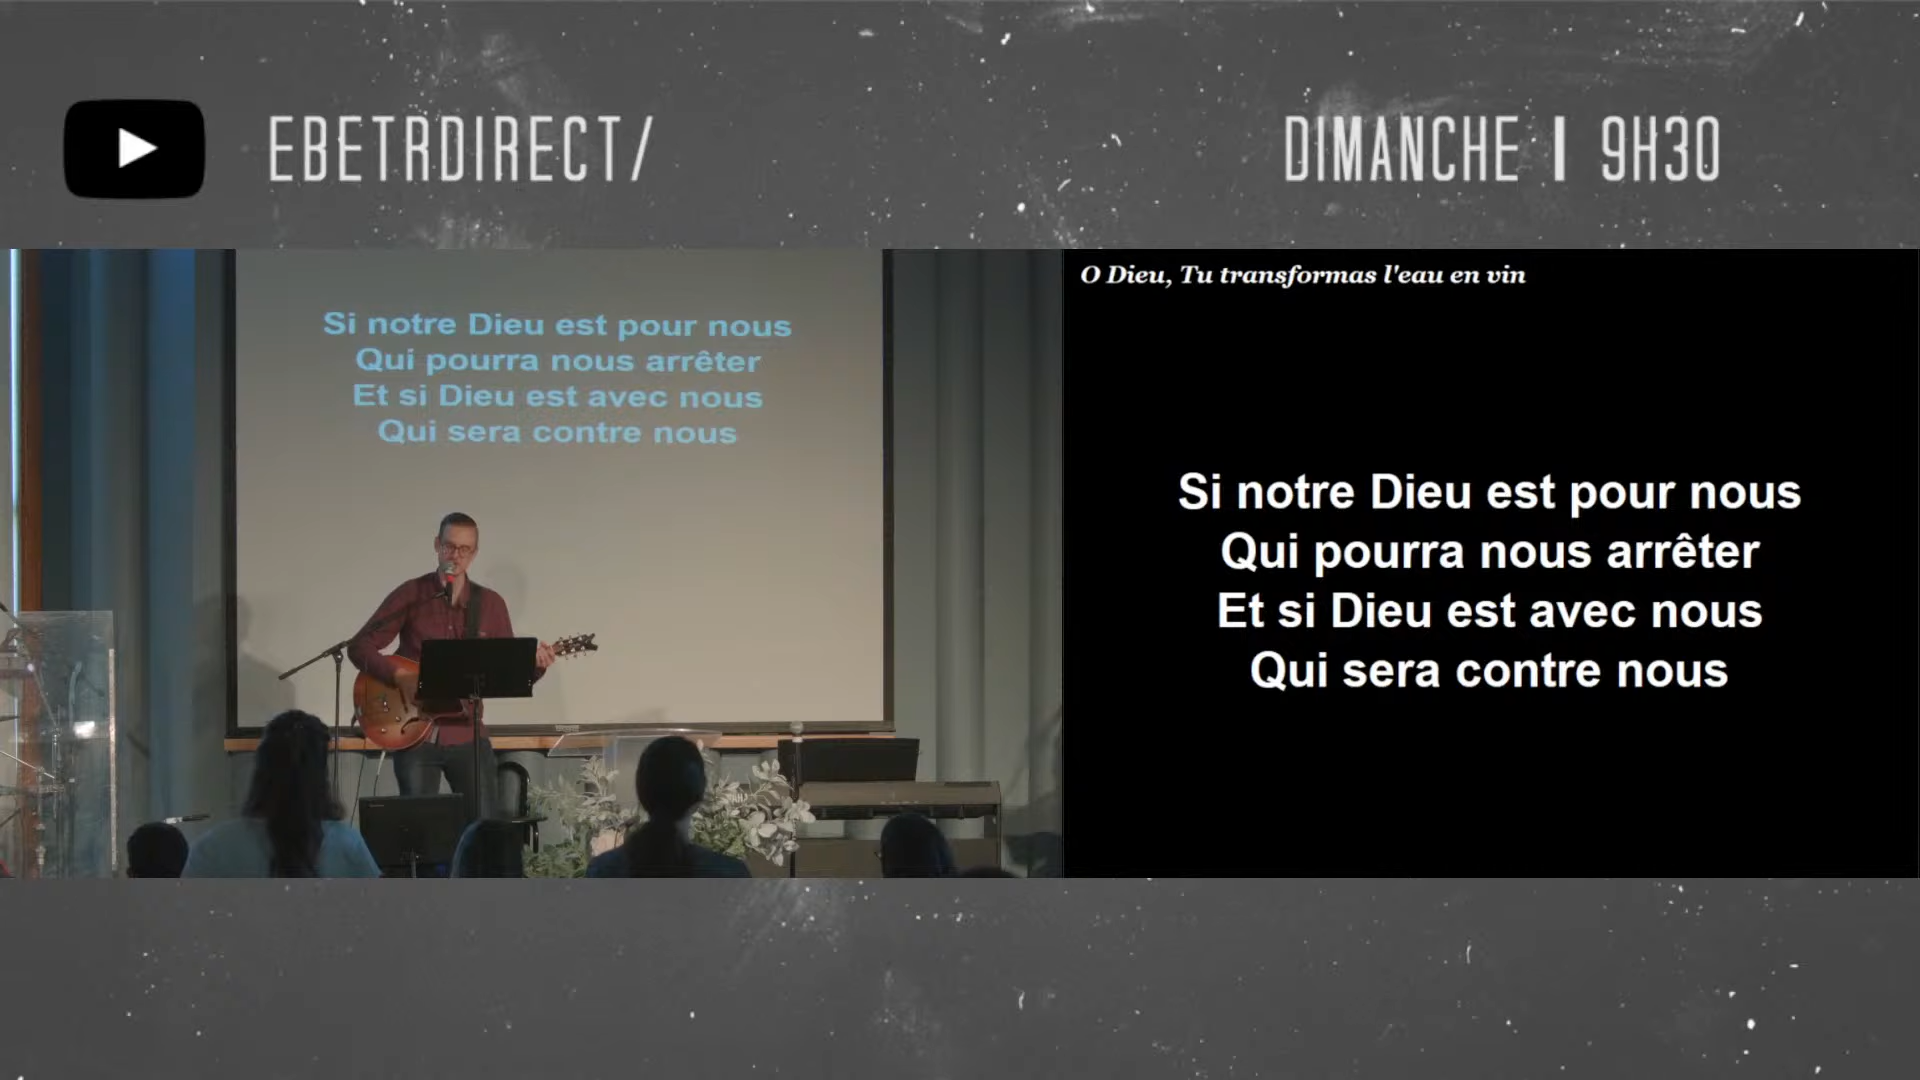 EBETRDIRECT/
DIMANCHE | 9H30
Si notre Dieu est pour nous
Qui pourra nous arrêter
Et si Dieu est avec nous
Qui sera contre nous
O Dieu, Tu transformas l'eau en vin
Si notre Dieu est pour nous
Qui pourra nous arrêter
Et si Dieu est avec nous
Qui sera contre nous